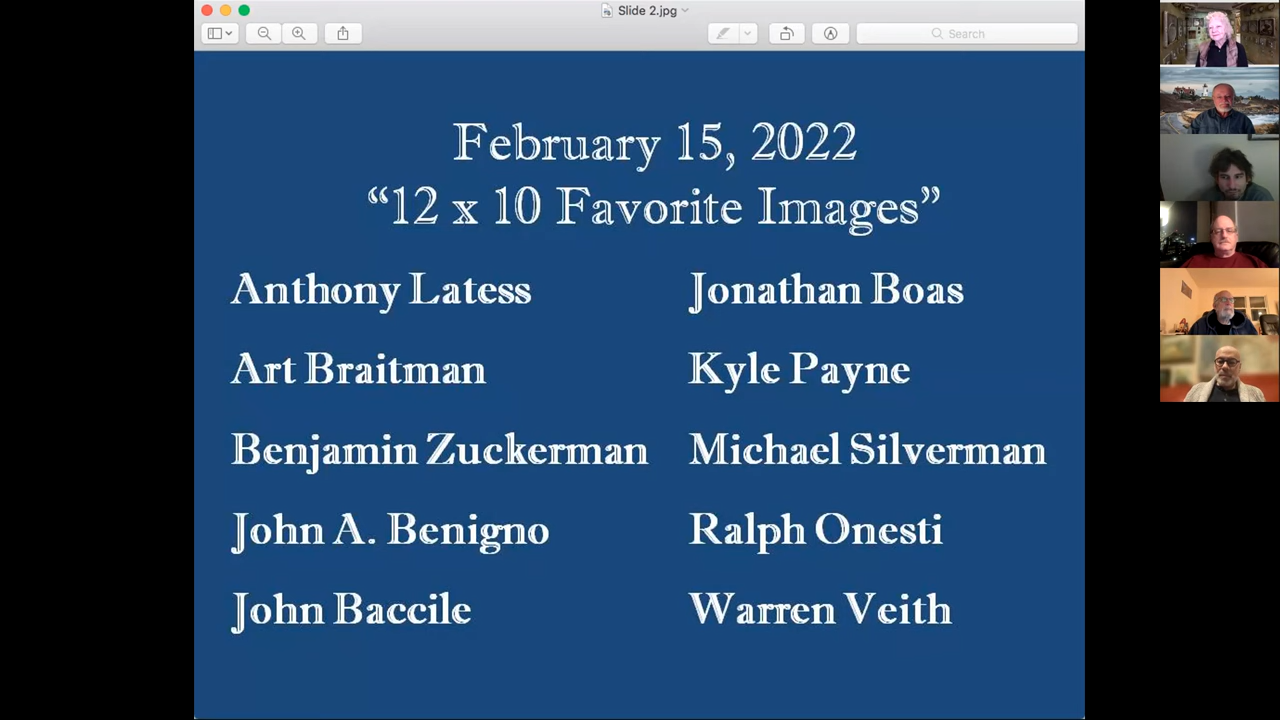 Slide 2.jpg
Search
February 15, 2022
“12 x 10 Favorite Images”
Anthony Latess
Art Braitman
Benjamin Zuckerman
John A. Benigno
John Baccile
Jonathan Boas
Kyle Payne
Michael Silverman
Ralph Onesti
Warren Veith